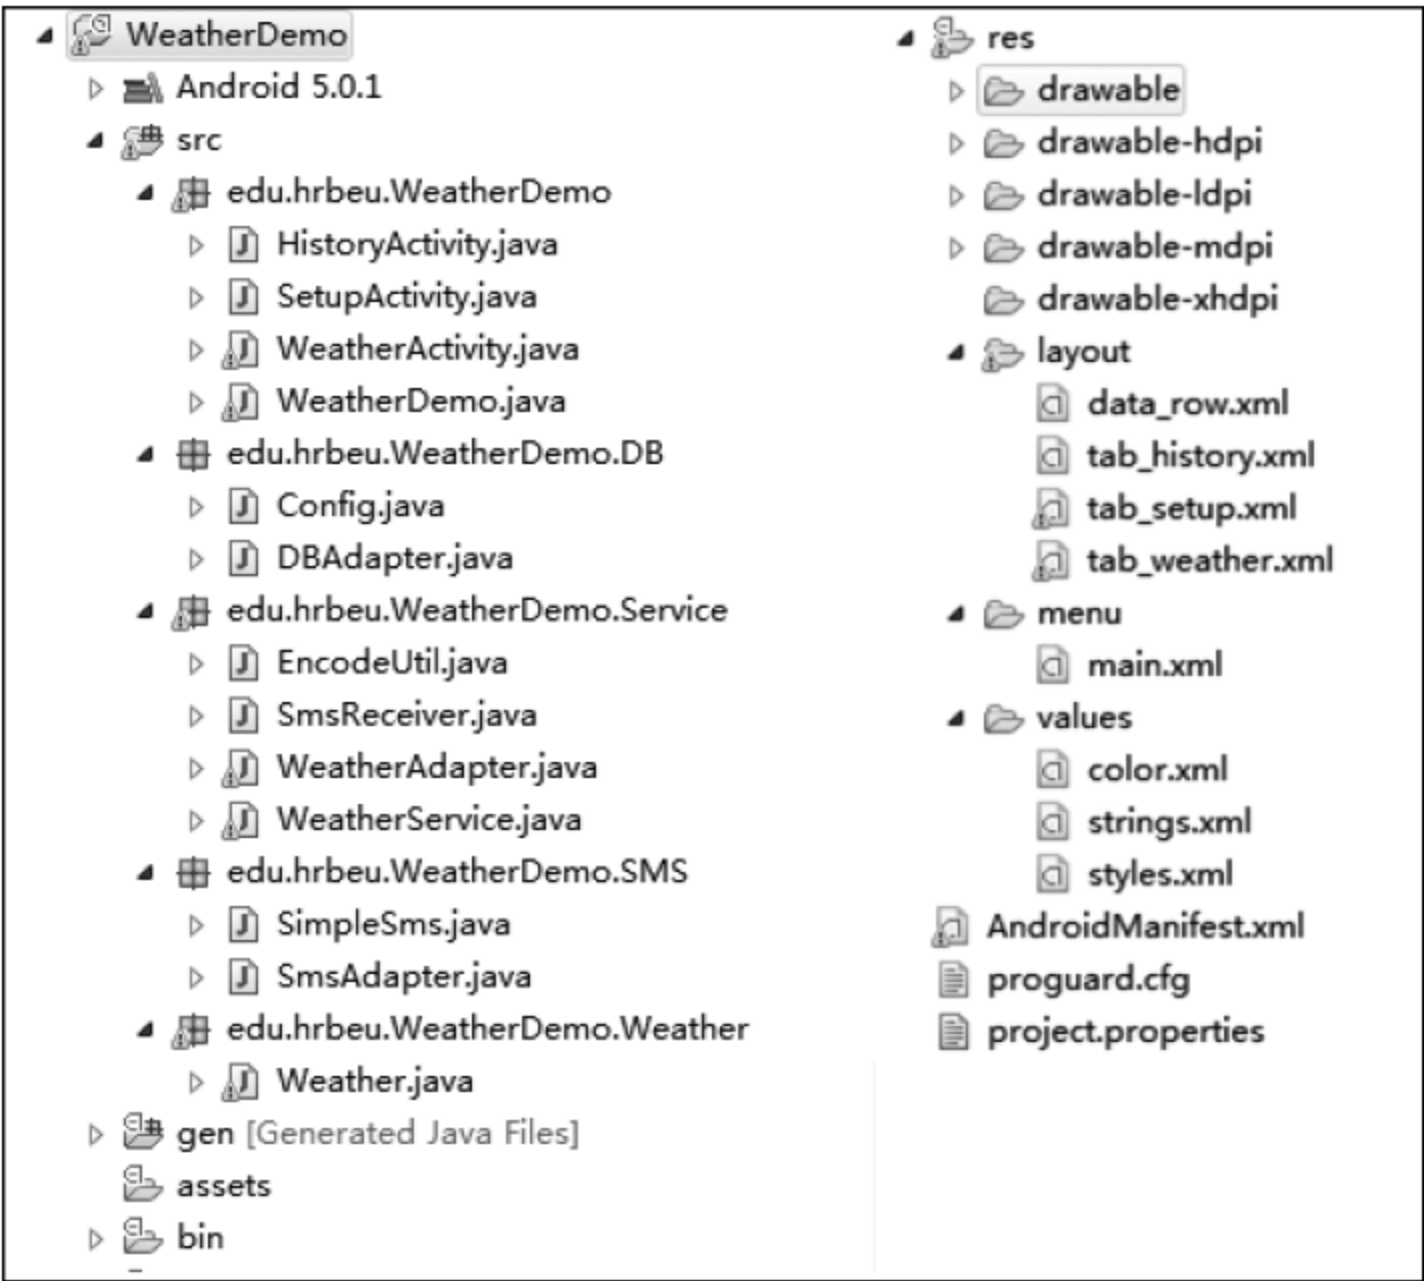 WeatherDemo
Android 5.0.1
src
edu.hrbeu.WeatherDemo
HistoryActivity.java
SetupActivity.java
WeatherActivity.java
WeatherDemo.java
edu.hrbeu.WeatherDemo.DB
Config.java
DBAdapter.java
edu.hrbeu.WeatherDemo.Service
EncodeUtil.java
SmsReceiver.java
WeatherAdapter.java
WeatherService.java
edu.hrbeu.WeatherDemo.SMS
SimpleSms.java
SmsAdapter.java
edu.hrbeu.WeatherDemo.Weather
Weather.java
gen [Generated Java Files]
assets
bin
res
drawable
drawable-hdpi
drawable-ldpi
drawable-mdpi
drawable-xhdpi
layout
data_row.xml
tab_history.xml
tab_setup.xml
tab_weather.xml
menu
main.xml
values
color.xml
strings.xml
styles.xml
AndroidManifest.xml
proguard.cfg
project.properties